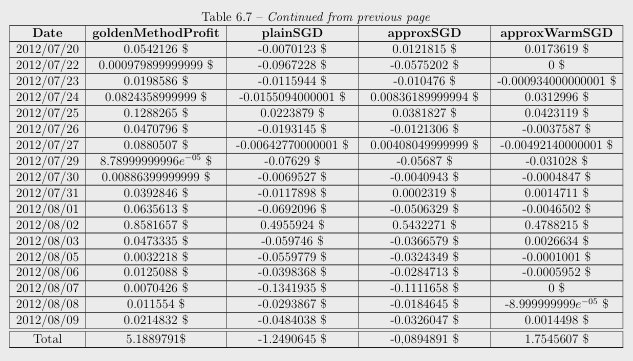 Table 6.7 – Continued from previous page
Date goldenMethodProfit plainSGD approxSGD approxWarmSGD
2012/07/20 0.0542126 $ -0.0070123 $ 0.0121815 $ 0.0173619 $
2012/07/22 0.000979899999999 $ -0.0967228 $ -0.0575202 $ 0 $
2012/07/23 0.0198586 $ -0.0115944 $ -0.010476 $ -0.000934000000001 $
2012/07/24 0.0824358999999 $ -0.0155094000001 $ 0.00836189999994 $ 0.0312996 $
2012/07/25 0.1288265 $ 0.0223879 $ 0.0381827 $ 0.0423119 $
2012/07/26 0.0470796 $ -0.0193145 $ -0.0121306 $ -0.0037587 $
2012/07/27 0.0880507 $ -0.00642770000001 $ 0.00408049999999 $ -0.00492140000001 $
2012/07/29 8.78999999996e⁻⁰⁵ $ -0.07629 $ -0.05687 $ -0.031028 $
2012/07/30 0.00886399999999 $ -0.0069527 $ -0.0040943 $ -0.0004847 $
2012/07/31 0.0392846 $ -0.0117898 $ 0.0002319 $ 0.0014711 $
2012/08/01 0.0635613 $ -0.0692096 $ -0.0506329 $ -0.0046502 $
2012/08/02 0.8581657 $ 0.4955924 $ 0.5432271 $ 0.4788215 $
2012/08/03 0.0473335 $ -0.059746 $ -0.0366579 $ 0.0026634 $
2012/08/05 0.0032218 $ -0.0559779 $ -0.0324349 $ -0.0001001 $
2012/08/06 0.0125088 $ -0.0398368 $ -0.0284713 $ -0.0005952 $
2012/08/07 0.0070426 $ -0.1341935 $ -0.1111658 $ 0 $
2012/08/08 0.011554 $ -0.0293867 $ -0.0184645 $ -8.999999999e⁻⁰⁵ $
2012/08/09 0.0214832 $ -0.0484038 $ -0.0326047 $ 0.0014498 $
Total 5.1889791$ -1.2490645 $ -0,0894891 $ 1.7545607 $